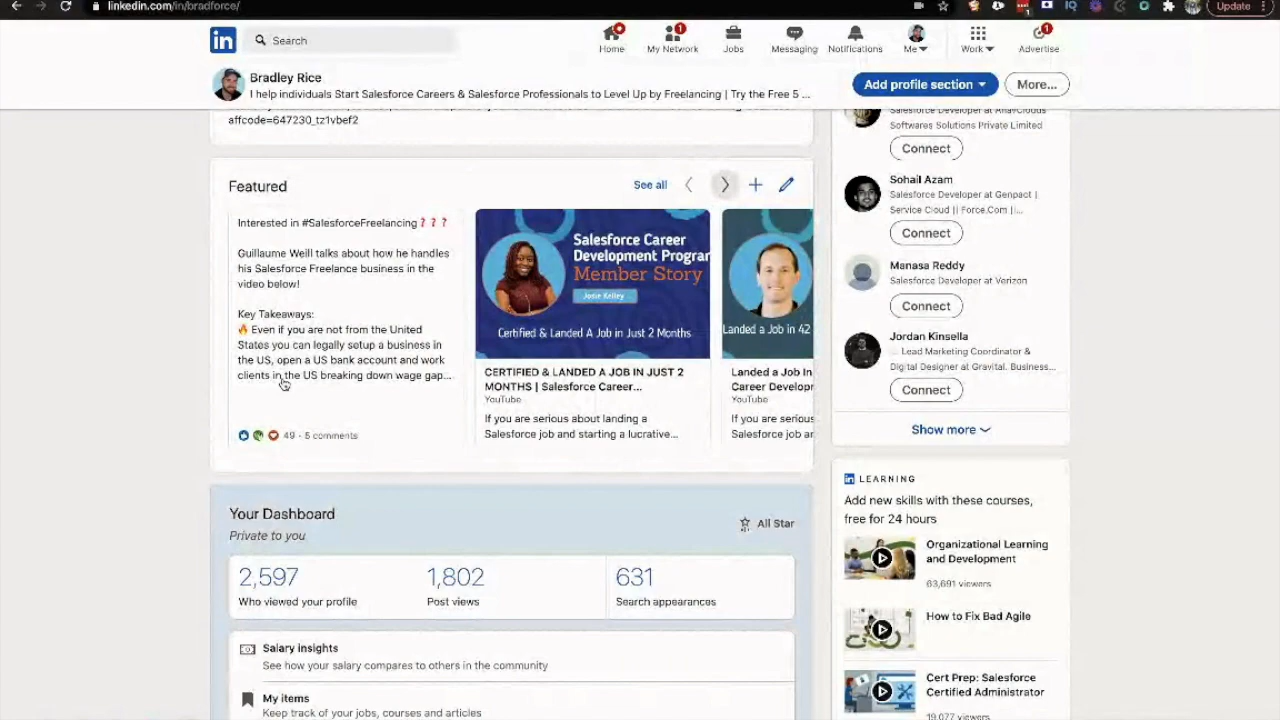 linkedin.com/in/bradforce/
Update
in
Search
Home
1
My Network
Jobs
Messaging
Notifications
Me
Work
1
Advertise
Bradley Rice
I help individuals Start Salesforce Careers & Salesforce Professionals to Level Up by Freelancing | Try the Free 5 ...
Add profile section
More...
affcode=647230_tz1vbef2
Featured
See all
Interested in #SalesforceFreelancing ❓❓❓
Guillaume Weill talks about how he handles
his Salesforce Freelance business in the
video below!
Key Takeaways:
🔥 Even if you are not from the United
States you can legally setup a business in
the US, open a US bank account and work
clients in the US breaking down wage gap...
49 · 5 comments
Salesforce Career
Development Program
Member Story
Josie Kelley
Certified & Landed A Job in Just 2 Months
CERTIFIED & LANDED A JOB IN JUST 2
MONTHS | Salesforce Career...
YouTube
If you are serious about landing a
Salesforce job and starting a lucrative...
Landed a Job in 42
Landed a Job In
Career Develop
YouTube
If you are seriou
Salesforce job an
Your Dashboard
Private to you
All Star
2,597
Who viewed your profile
1,802
Post views
631
Search appearances
Salary insights
See how your salary compares to others in the community
My items
Keep track of your jobs, courses and articles
Salesforce Developer at AnavClouds
Softwares Solutions Private Limited
Connect
Sohail Azam
Salesforce Developer at Genpact |
Service Cloud || Force.Com ||...
Connect
Manasa Reddy
Salesforce Developer at Verizon
Connect
Jordan Kinsella
... Lead Marketing Coordinator &
Digital Designer at Gravital. Business...
Connect
Show more
in LEARNING
Add new skills with these courses,
free for 24 hours
Organizational Learning
and Development
63,691 viewers
How to Fix Bad Agile
Cert Prep: Salesforce
Certified Administrator
19,077 viewers